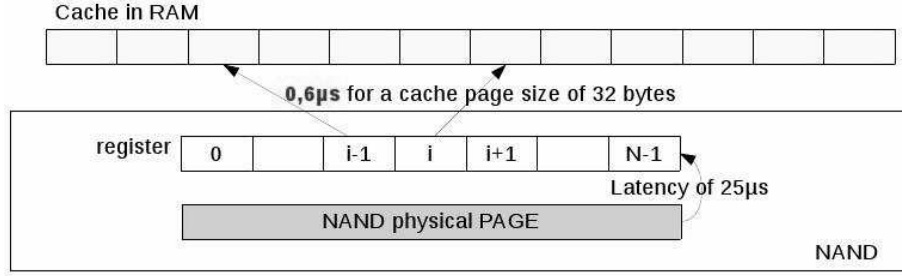 Cache in RAM
0,6µs for a cache page size of 32 bytes
register 0 i-1 i i+1 N-1
Latency of 25µs
NAND physical PAGE
NAND